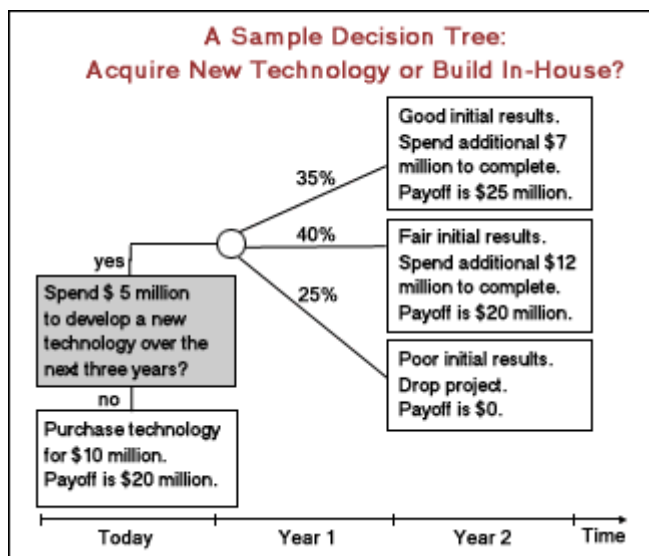 A Sample Decision Tree:
Acquire New Technology or Build In-House?
Good initial results.
Spend additional $7
million to complete.
Payoff is $25 million.
35%
40%
Fair initial results.
Spend additional $12
million to complete.
Payoff is $20 million.
yes
25%
Spend $ 5 million
to develop a new
technology over the
next three years?
Poor initial results.
Drop project.
Payoff is $0.
no
Purchase technology
for $10 million.
Payoff is $20 million.
Today
Year 1
Year 2
Time